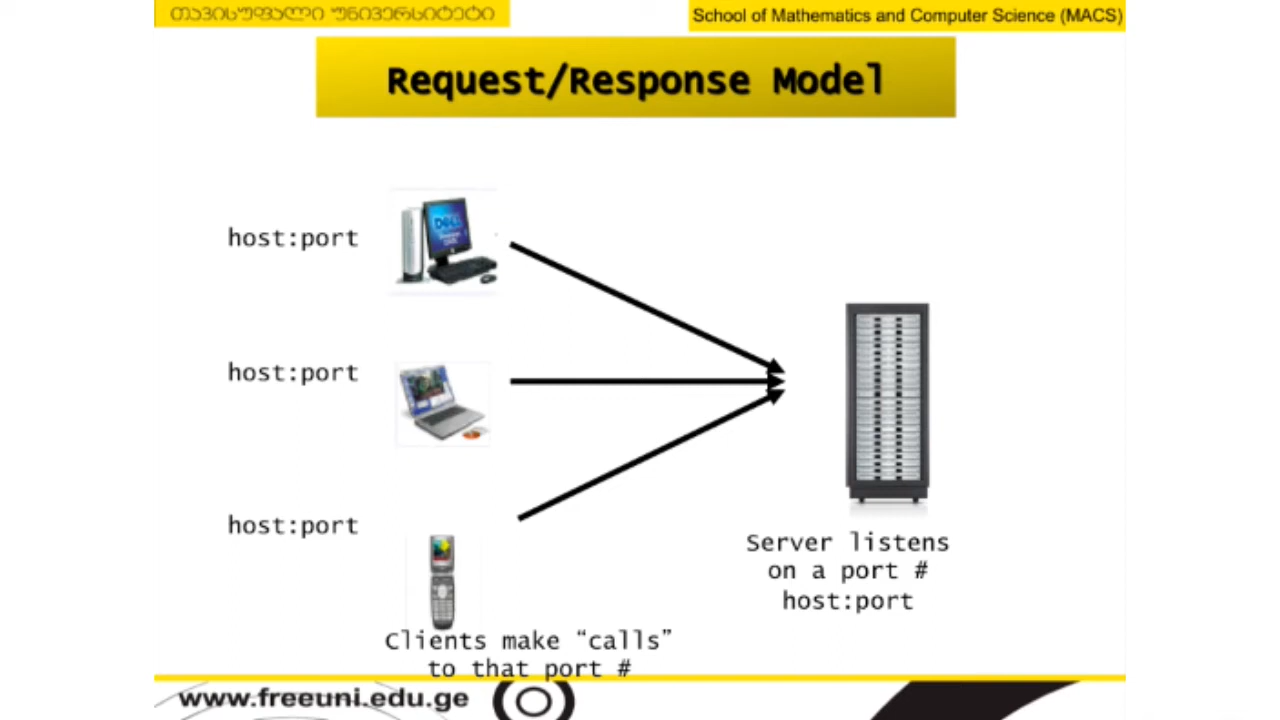 თავისუფალი უნივერსიტეტი
School of Mathematics and Computer Science (MACS)
Request/Response Model
host:port
DELL
host:port
host:port
Server listens
on a port #
host:port
Clients make “calls”
to that port #
www.freeuni.edu.ge